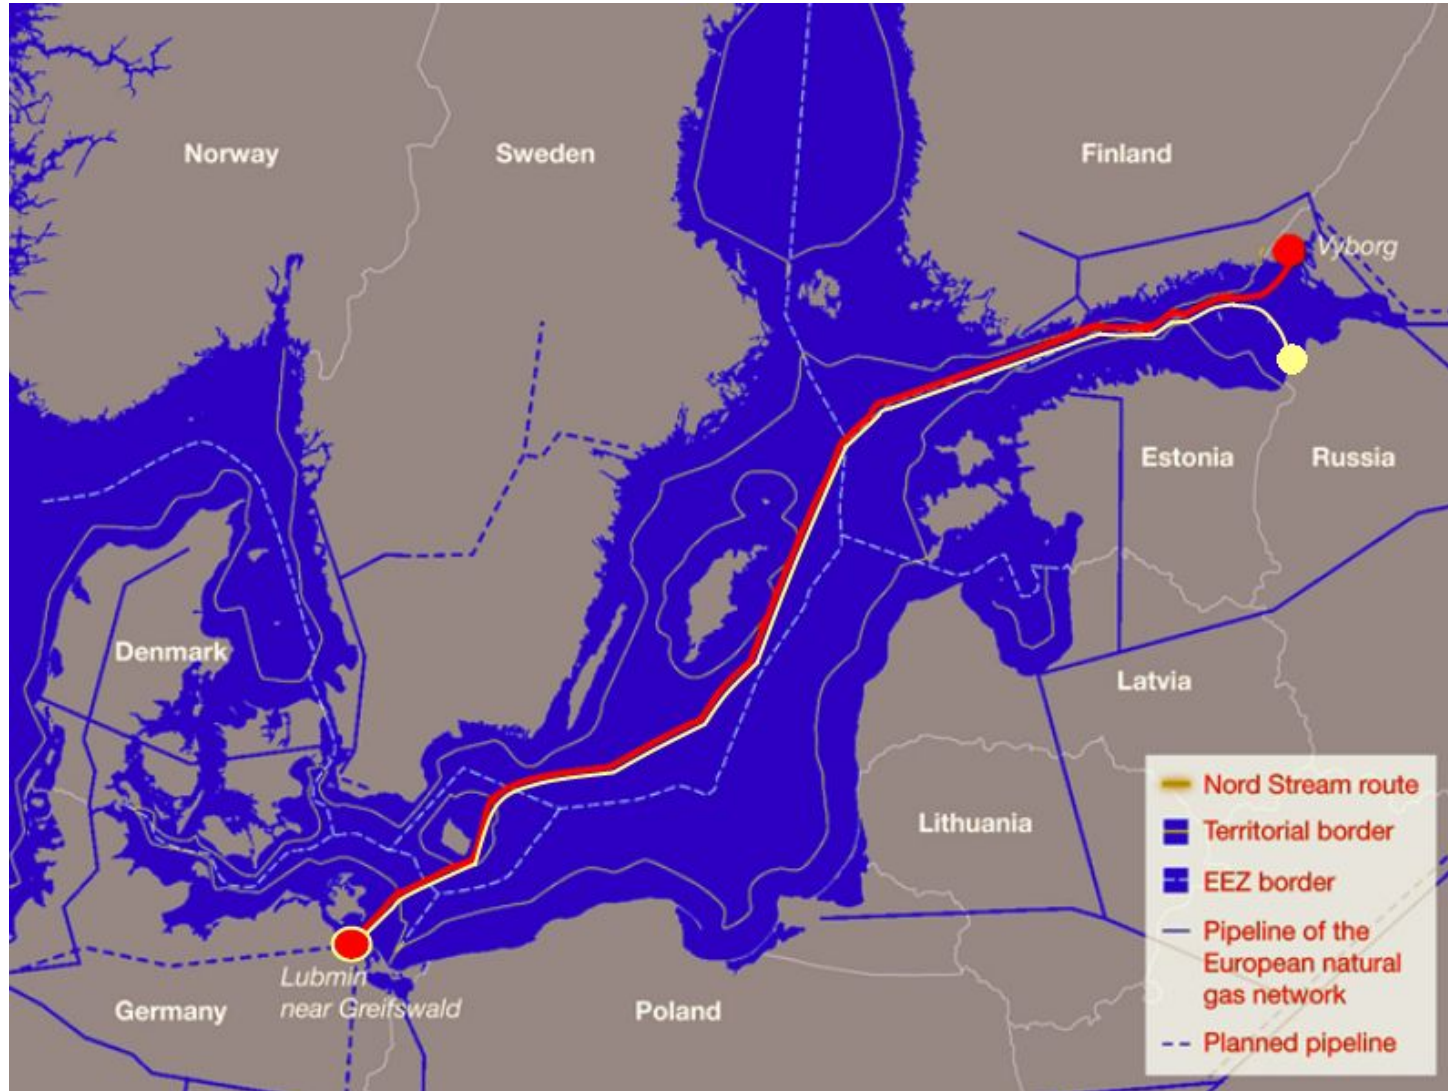 Norway
Sweden
Finland
Vyborg
Estonia
Russia
Denmark
Latvia
Lithuania
Lubmin
near Greifswald
Germany
Poland
Nord Stream route
Territorial border
EEZ border
Pipeline of the
European natural
gas network
Planned pipeline